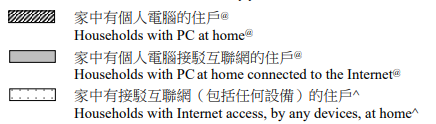 家中有個人電腦的住戶@
Households with PC at home@
家中有個人電腦接駁互聯網的住戶@
Households with PC at home connected to the Internet@
家中有接駁互聯網（包括任何設備）的住戶^
Households with Internet access, by any devices, at home^